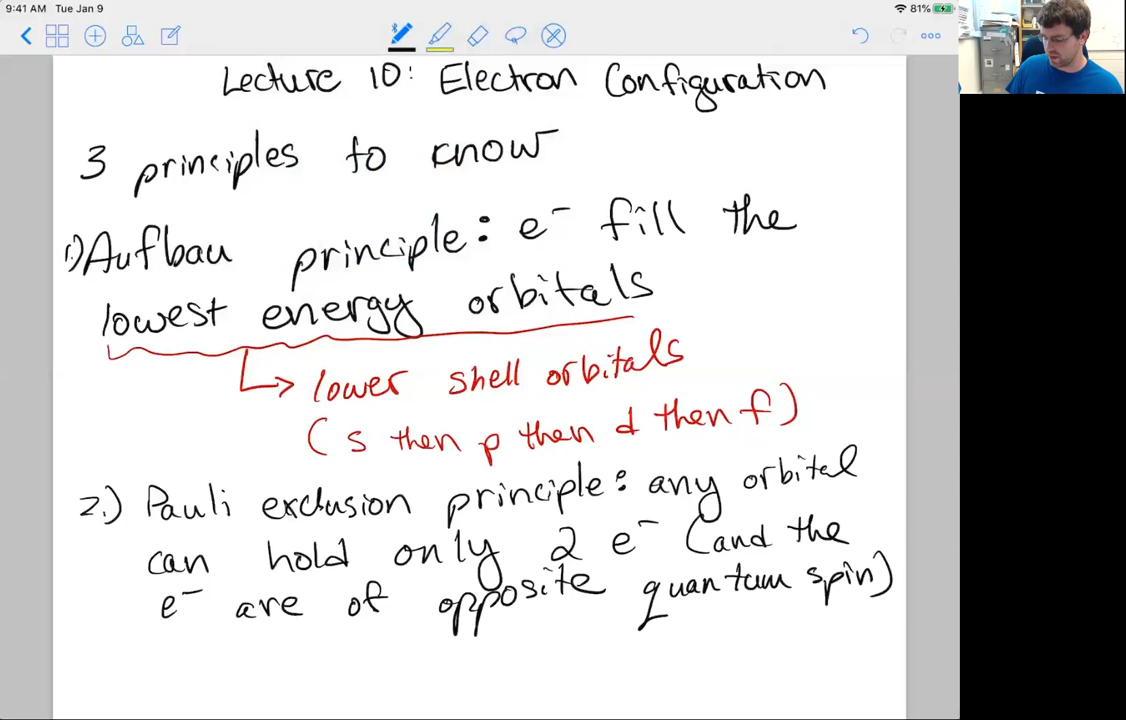 9:41 AM Tue Jan 9
81%
Lecture 10: Electron Configuration
3 principles to know
1.) Aufbau principle: e⁻ fill the
lowest energy orbitals
lower shell orbitals
(s then p then d then f)
2.) Pauli exclusion principle: any orbital
can hold only 2 e⁻ (and the
e⁻ are of opposite quantum spin)